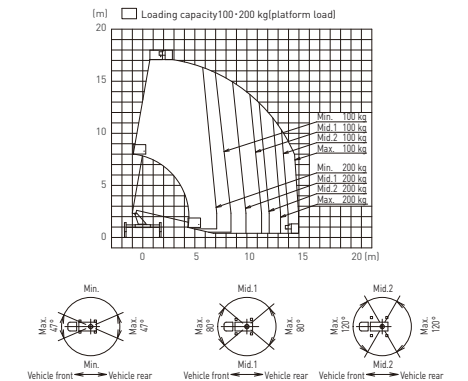 (m)
Loading capacity100・200 kg(platform load)
20
15
10
5
0
Min. 100 kg
Mid.1 100 kg
Mid.2 100 kg
Max. 100 kg
Min. 200 kg
Mid.1 200 kg
Mid.2 200 kg
Max. 200 kg
0 5 10 15 20 (m)
Min. Mid.1 Mid.2
Max. 47° Max. 47° Max. 80° Max. 80° Max. 120° Max. 120°
Min. Mid.1 Mid.2
Vehicle front Vehicle rear Vehicle front Vehicle rear Vehicle front Vehicle rear